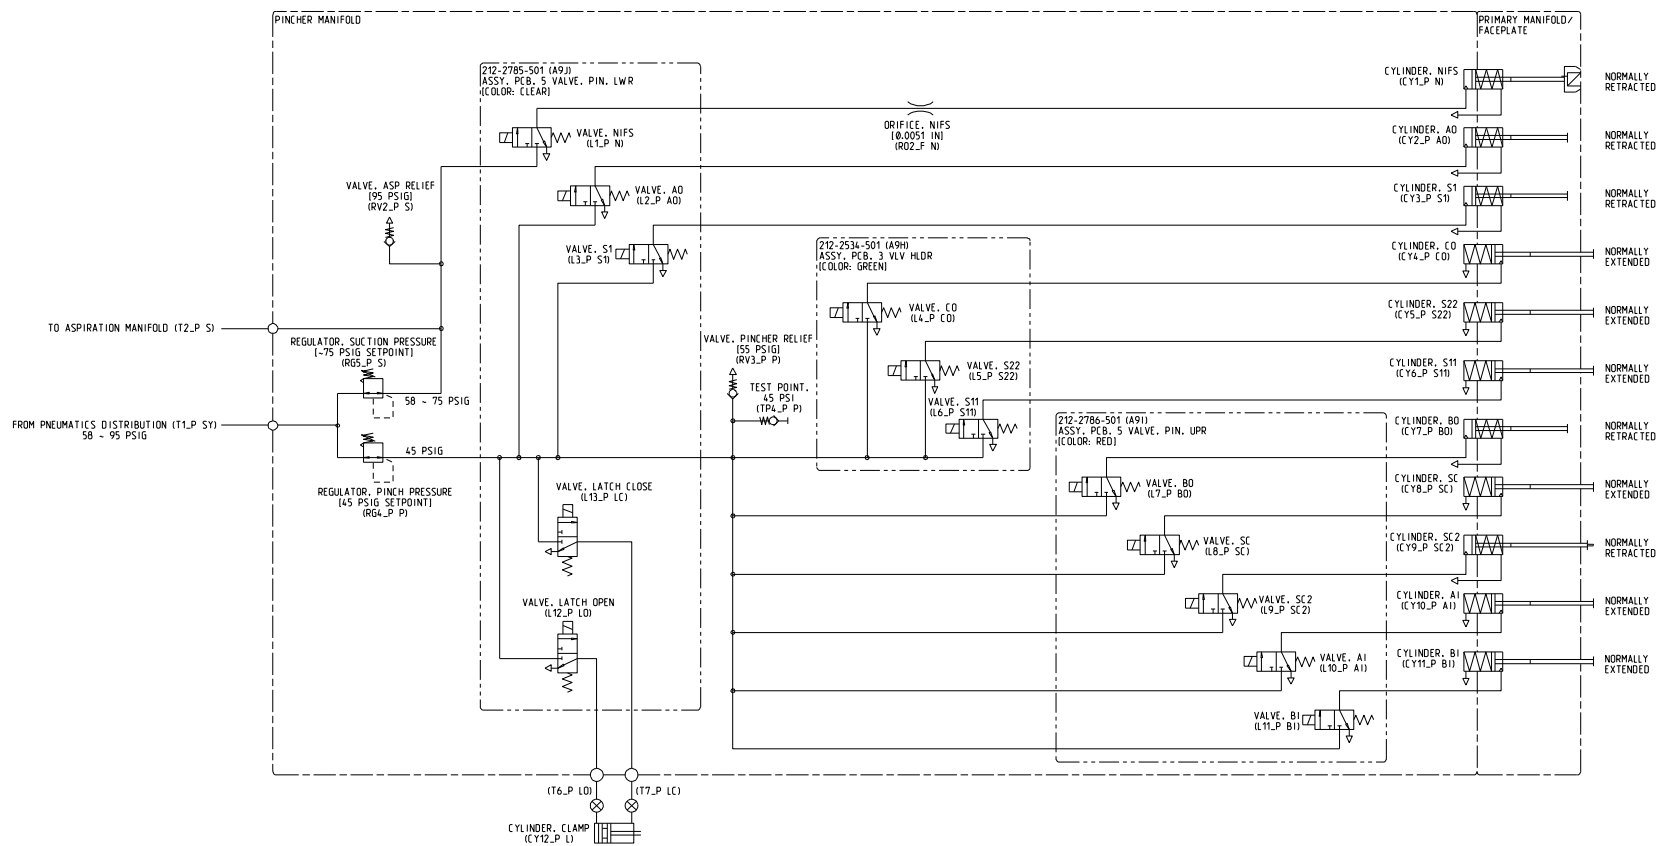 PINCHER MANIFOLD
PRIMARY MANIFOLD/
FACEPLATE
212-2785-501 (A9J)
ASSY. PCB. 5 VALVE. PIN. LWR
[COLOR: CLEAR]
CYLINDER. NIFS
(CY1_P N)
NORMALLY
RETRACTED
VALVE. NIFS
(L1_P N)
ORIFICE. NIFS
[0.0051 IN]
(RO2_F N)
CYLINDER. AO
(CY2_P AO)
NORMALLY
RETRACTED
VALVE. ASP RELIEF
[95 PSIG]
(RV2_P S)
VALVE. AO
(L2_P AO)
CYLINDER. S1
(CY3_P S1)
NORMALLY
RETRACTED
VALVE. S1
(L3_P S1)
212-2534-501 (A9H)
ASSY. PCB. 3 VLV HLDR
[COLOR: GREEN]
CYLINDER. CO
(CY4_P CO)
NORMALLY
EXTENDED
VALVE. CO
(L4_P CO)
CYLINDER. S22
(CY5_P S22)
NORMALLY
EXTENDED
TO ASPIRATION MANIFOLD (T2_P S)
REGULATOR. SUCTION PRESSURE
[~75 PSIG SETPOINT]
(RG5_P S)
VALVE. PINCHER RELIEF
[55 PSIG]
(RV3_P P)
VALVE. S22
(L5_P S22)
CYLINDER. S11
(CY6_P S11)
NORMALLY
EXTENDED
58 ~ 75 PSIG
TEST POINT.
45 PSI
(TP4_P P)
VALVE. S11
(L6_P S11)
212-2786-501 (A9I)
ASSY. PCB. 5 VALVE. PIN. UPR
[COLOR: RED]
CYLINDER. BO
(CY7_P BO)
NORMALLY
RETRACTED
FROM PNEUMATICS DISTRIBUTION (T1_P SY)
58 ~ 95 PSIG
45 PSIG
REGULATOR. PINCH PRESSURE
[45 PSIG SETPOINT]
(RG4_P P)
VALVE. LATCH CLOSE
(L13_P LC)
VALVE. BO
(L7_P BO)
CYLINDER. SC
(CY8_P SC)
NORMALLY
EXTENDED
VALVE. SC
(L8_P SC)
CYLINDER. SC2
(CY9_P SC2)
NORMALLY
RETRACTED
VALVE. LATCH OPEN
(L12_P LO)
VALVE. SC2
(L9_P SC2)
CYLINDER. AI
(CY10_P AI)
NORMALLY
EXTENDED
VALVE. AI
(L10_P AI)
CYLINDER. BI
(CY11_P BI)
NORMALLY
EXTENDED
VALVE. BI
(L11_P BI)
(T6_P LO)
(T7_P LC)
CYLINDER. CLAMP
(CY12_P L)